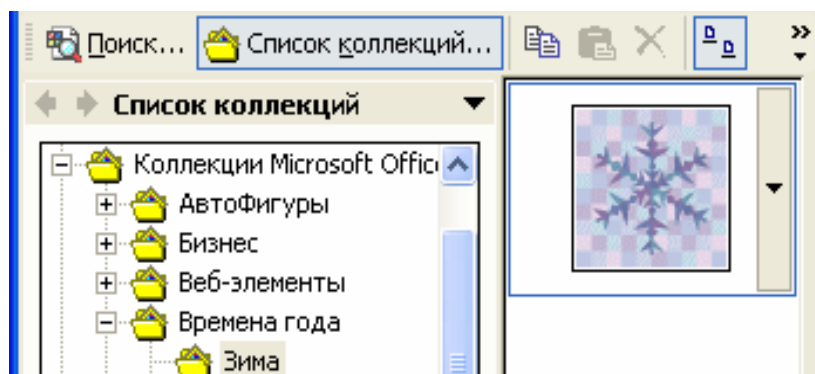 Поиск... Список коллекций...
Список коллекций
Коллекции Microsoft Offic
АвтоФигуры
Бизнес
Веб-элементы
Времена года
Зима